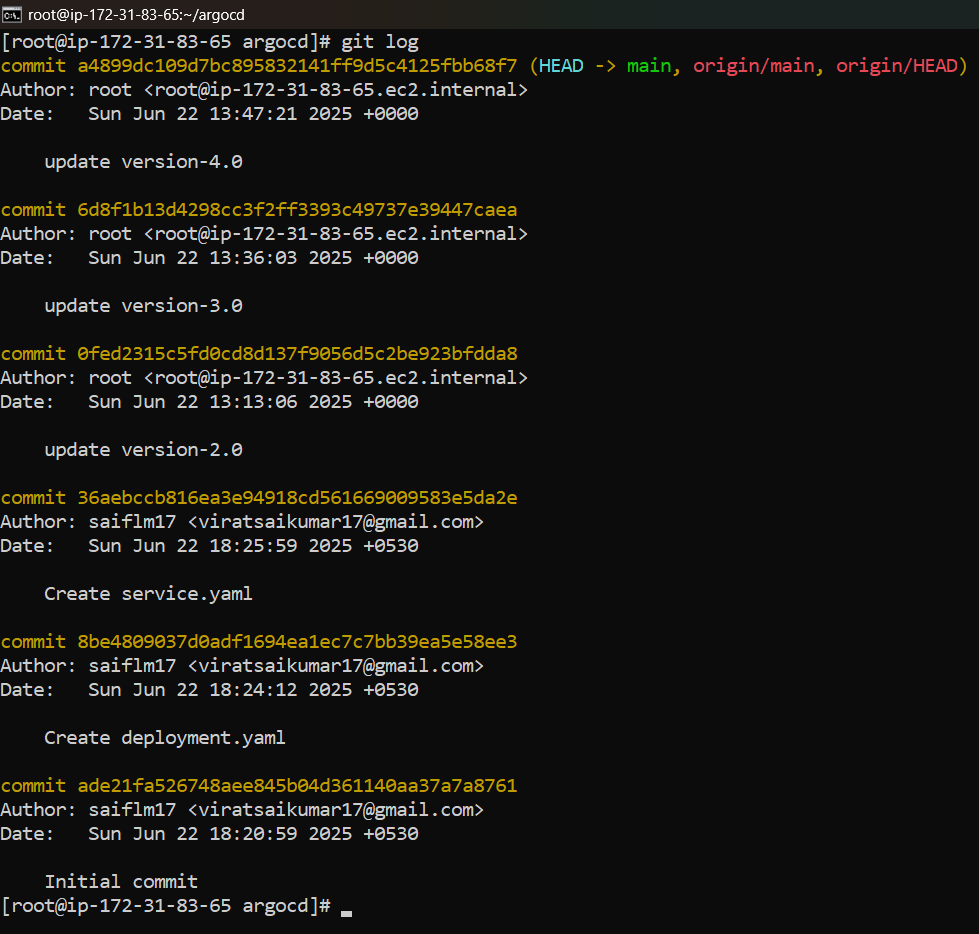 root@ip-172-31-83-65:~/argocd
[root@ip-172-31-83-65 argocd]# git log
commit a4899dc109d7bc895832141ff9d5c4125fbb68f7 (HEAD -> main, origin/main, origin/HEAD)
Author: root <root@ip-172-31-83-65.ec2.internal>
Date:   Sun Jun 22 13:47:21 2025 +0000
    update version-4.0
commit 6d8f1b13d4298cc3f2ff3393c49737e39447caea
Author: root <root@ip-172-31-83-65.ec2.internal>
Date:   Sun Jun 22 13:36:03 2025 +0000
    update version-3.0
commit 0fed2315c5fd0cd8d137f9056d5c2be923bfdda8
Author: root <root@ip-172-31-83-65.ec2.internal>
Date:   Sun Jun 22 13:13:06 2025 +0000
    update version-2.0
commit 36aebccb816ea3e94918cd561669009583e5da2e
Author: saiflm17 <viratsaikumar17@gmail.com>
Date:   Sun Jun 22 18:25:59 2025 +0530
    Create service.yaml
commit 8be4809037d0adf1694ea1ec7c7bb39ea5e58ee3
Author: saiflm17 <viratsaikumar17@gmail.com>
Date:   Sun Jun 22 18:24:12 2025 +0530
    Create deployment.yaml
commit ade21fa526748aee845b04d361140aa37a7a8761
Author: saiflm17 <viratsaikumar17@gmail.com>
Date:   Sun Jun 22 18:20:59 2025 +0530
    Initial commit
[root@ip-172-31-83-65 argocd]#